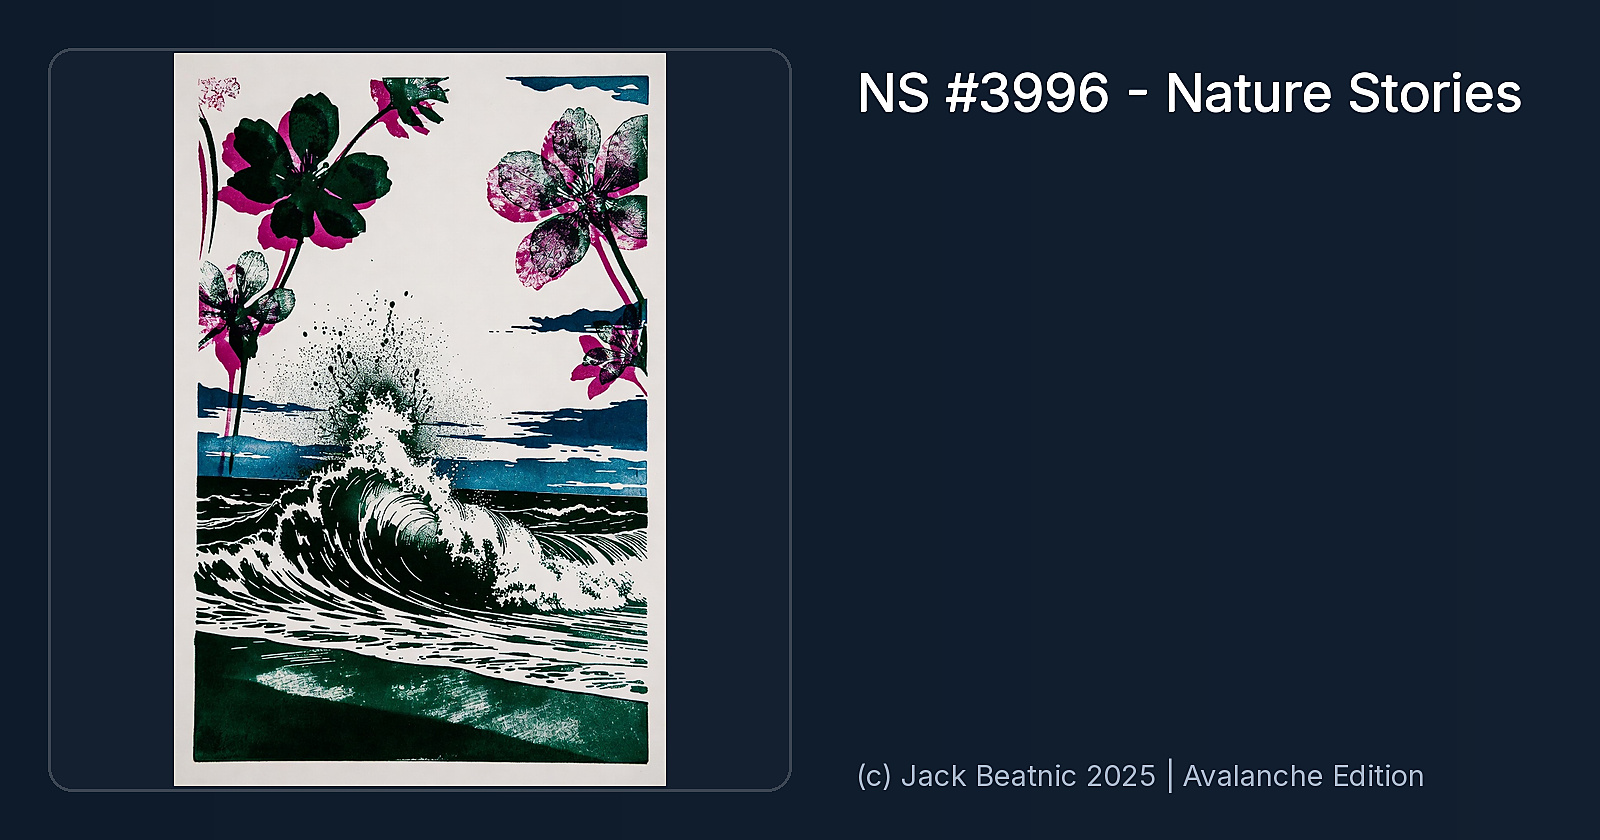 NS #3996 - Nature Stories
(c) Jack Beatnic 2025 | Avalanche Edition